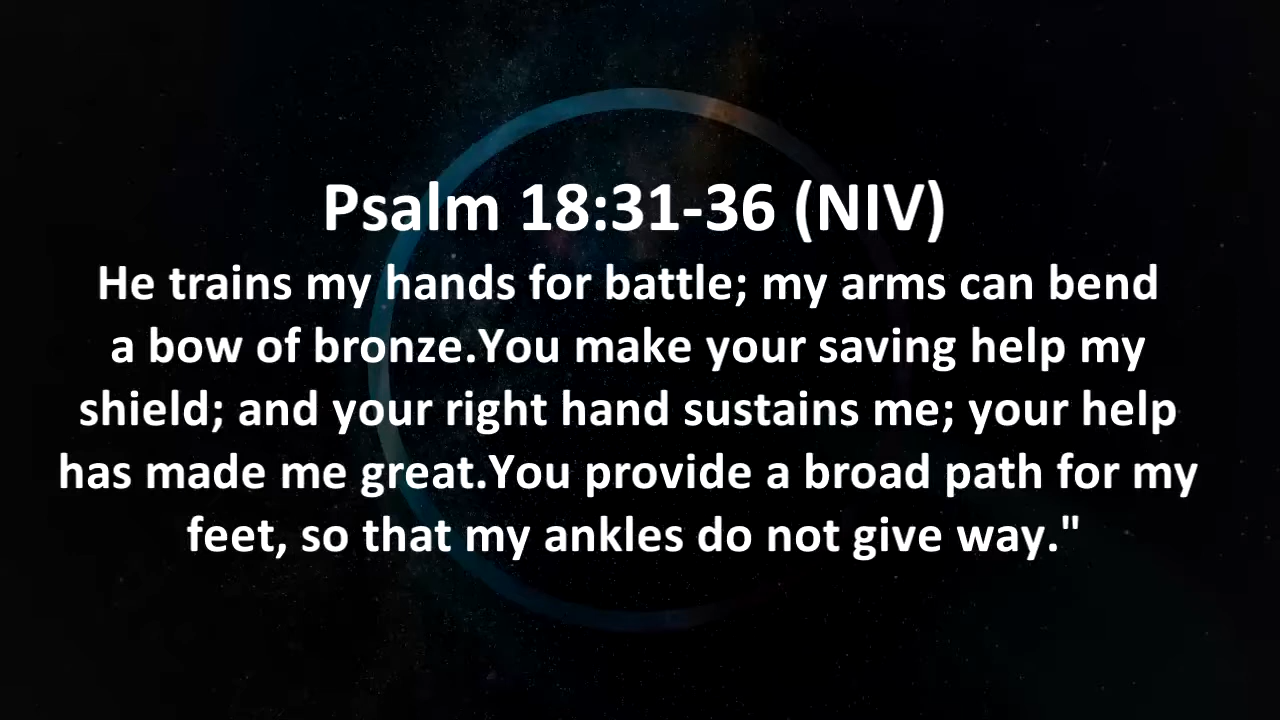 Psalm 18:31-36 (NIV)
He trains my hands for battle; my arms can bend
a bow of bronze.You make your saving help my
shield; and your right hand sustains me; your help
has made me great.You provide a broad path for my
feet, so that my ankles do not give way."